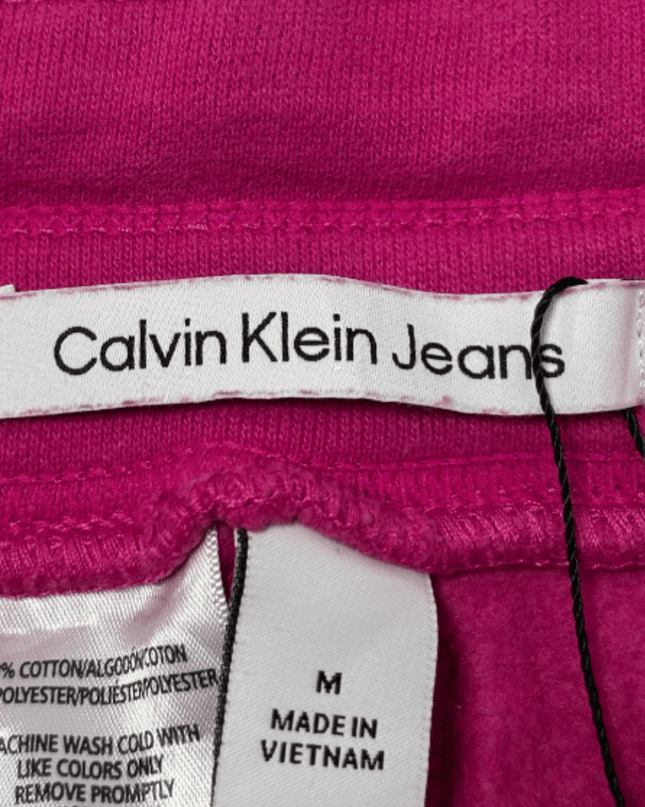 Calvin Klein Jeans
% COTTON/ALGODÓN/COTON
POLYESTER/POLIÉSTER/POLYESTER
MACHINE WASH COLD WITH
LIKE COLORS ONLY
REMOVE PROMPTLY
M
MADE IN
VIETNAM